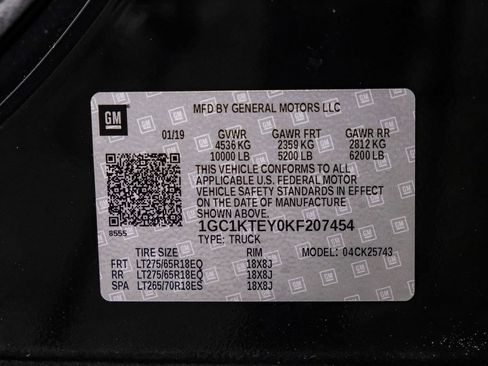 MFD BY GENERAL MOTORS LLC
GM
01/19 GVWR GAWR FRT GAWR RR
4536 KG 2359 KG 2812 KG
10000 LB 5200 LB 6200 LB
THIS VEHICLE CONFORMS TO ALL
APPLICABLE U.S. FEDERAL MOTOR
VEHICLE SAFETY STANDARDS IN EFFECT
ON THE DATE OF MANUFACTURE
SHOWN ABOVE.
8555
1GC1KTEY0KF207454
TYPE: TRUCK
TIRE SIZE RIM MODEL: 04CK25743
FRT LT275/65R18EQ 18X8J
RR LT275/65R18EQ 18X8J
SPA LT265/70R18ES 18X8J